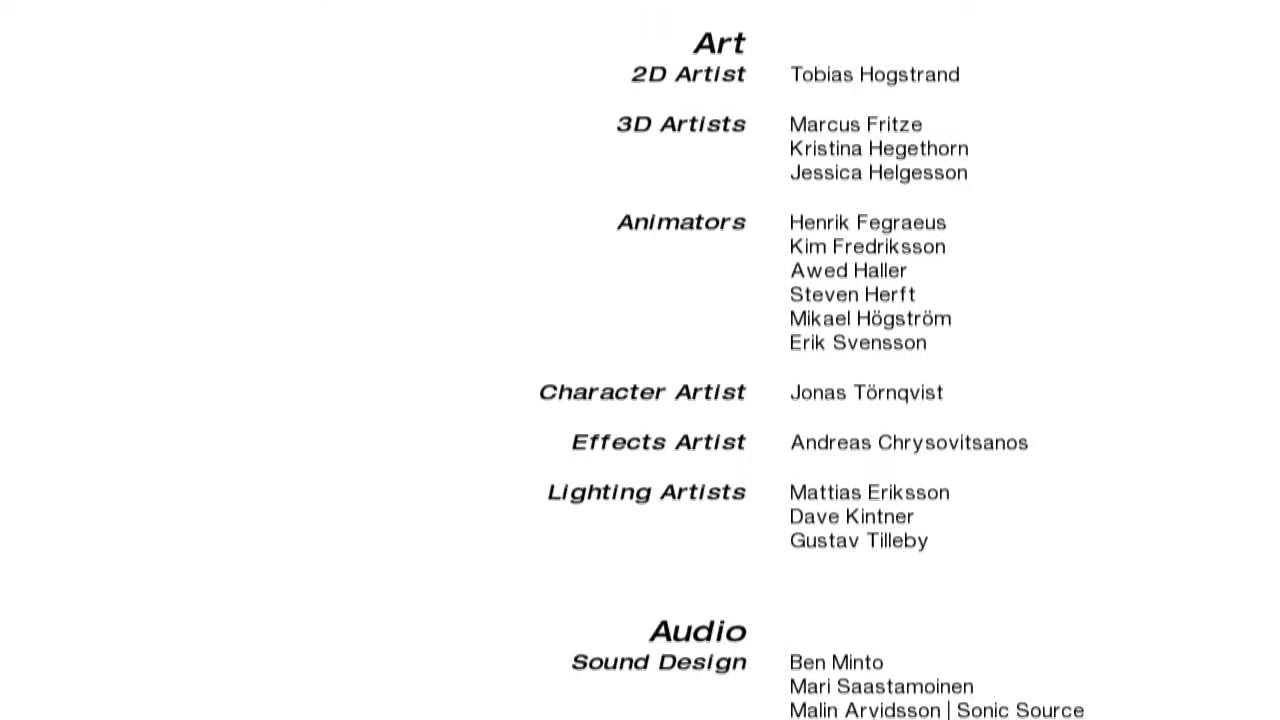 Art
2D Artist Tobias Hogstrand
3D Artists Marcus Fritze
Kristina Hegethorn
Jessica Helgesson
Animators Henrik Fegraeus
Kim Fredriksson
Awed Haller
Steven Herft
Mikael Högström
Erik Svensson
Character Artist Jonas Törnqvist
Effects Artist Andreas Chrysovitsanos
Lighting Artists Mattias Eriksson
Dave Kintner
Gustav Tilleby
Audio
Sound Design Ben Minto
Mari Saastamoinen
Malin Arvidsson | Sonic Source